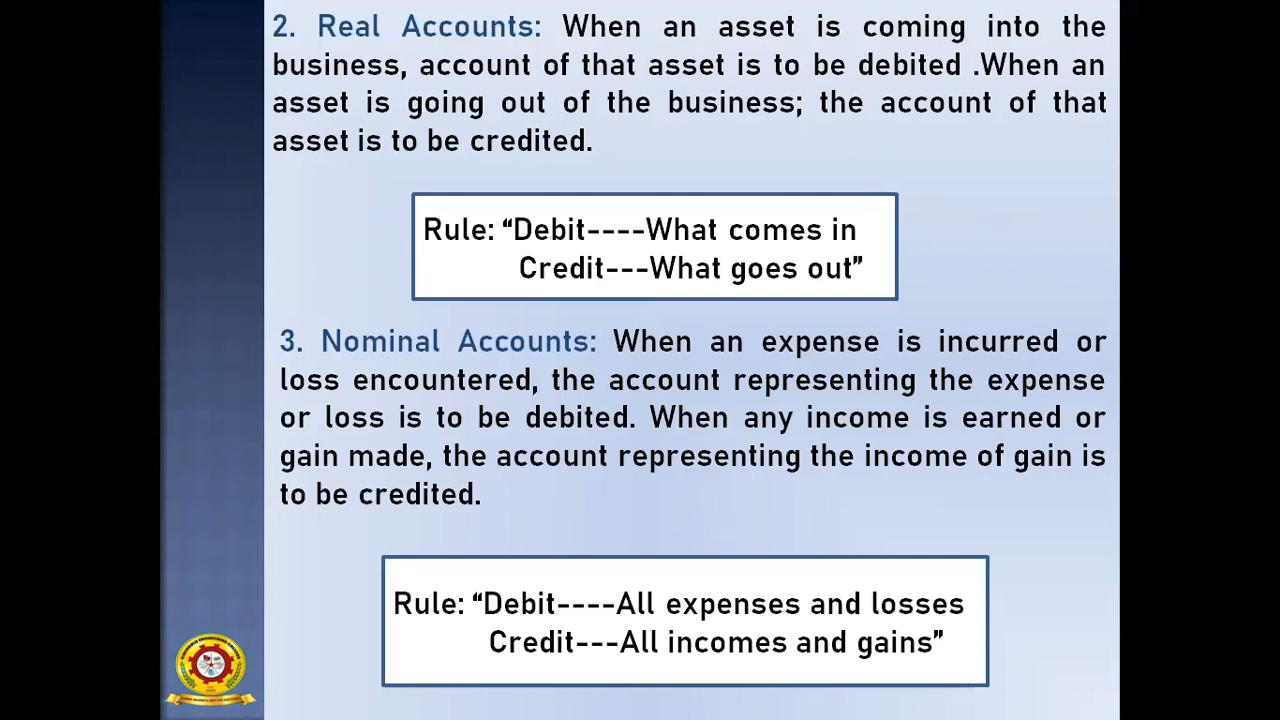 2. Real Accounts: When an asset is coming into the
business, account of that asset is to be debited .When an
asset is going out of the business; the account of that
asset is to be credited.
Rule: “Debit----What comes in
Credit---What goes out”
3. Nominal Accounts: When an expense is incurred or
loss encountered, the account representing the expense
or loss is to be debited. When any income is earned or
gain made, the account representing the income of gain is
to be credited.
Rule: “Debit----All expenses and losses
Credit---All incomes and gains”